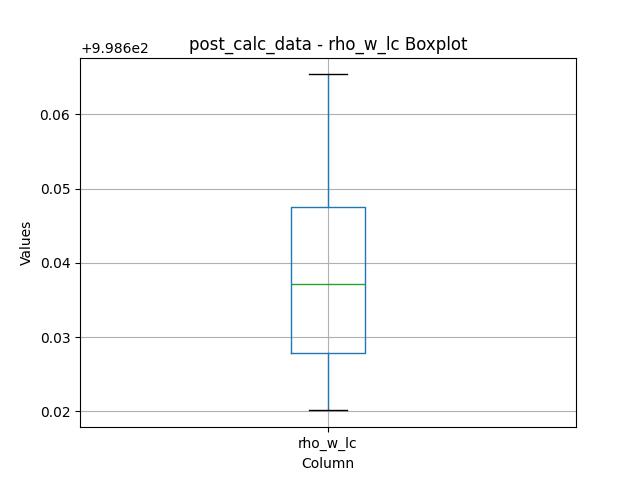 +9.986e2
post_calc_data - rho_w_lc Boxplot
0.06
0.05
0.04
0.03
0.02
Values
rho_w_lc
Column